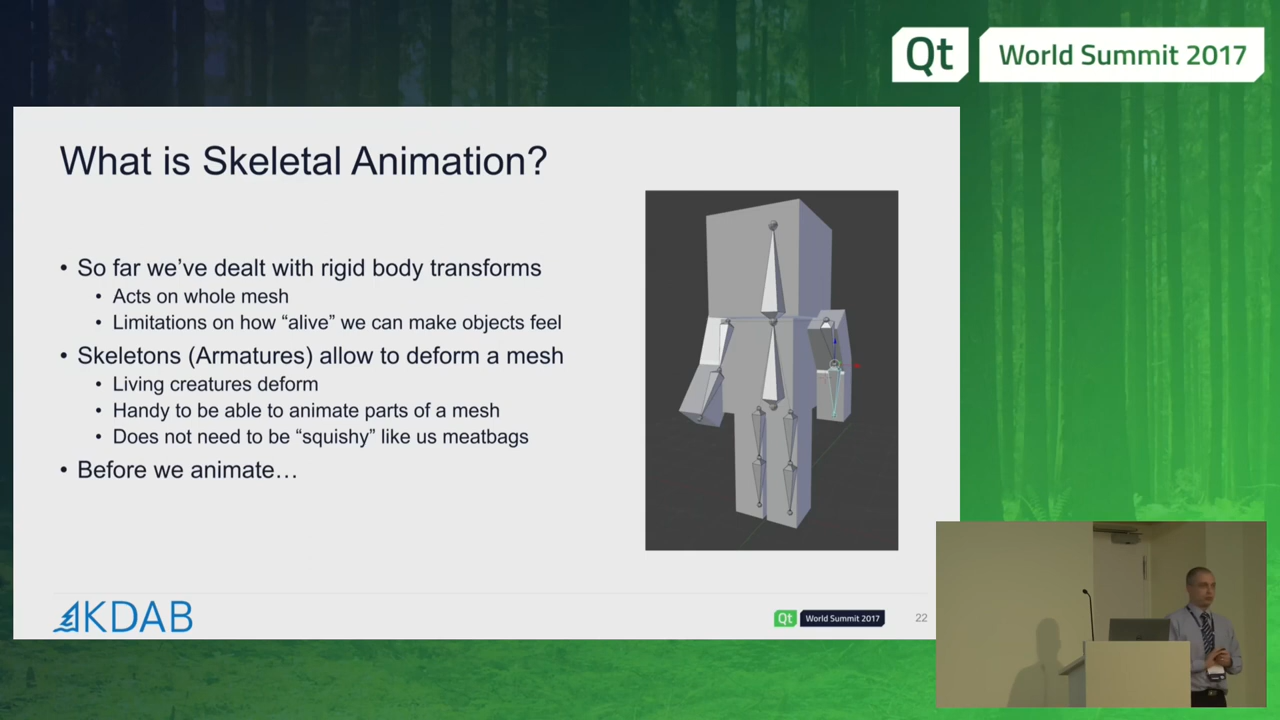 Qt World Summit 2017
What is Skeletal Animation?
• So far we’ve dealt with rigid body transforms
• Acts on whole mesh
• Limitations on how “alive” we can make objects feel
• Skeletons (Armatures) allow to deform a mesh
• Living creatures deform
• Handy to be able to animate parts of a mesh
• Does not need to be “squishy” like us meatbags
• Before we animate…
KDAB
Qt World Summit 2017
22